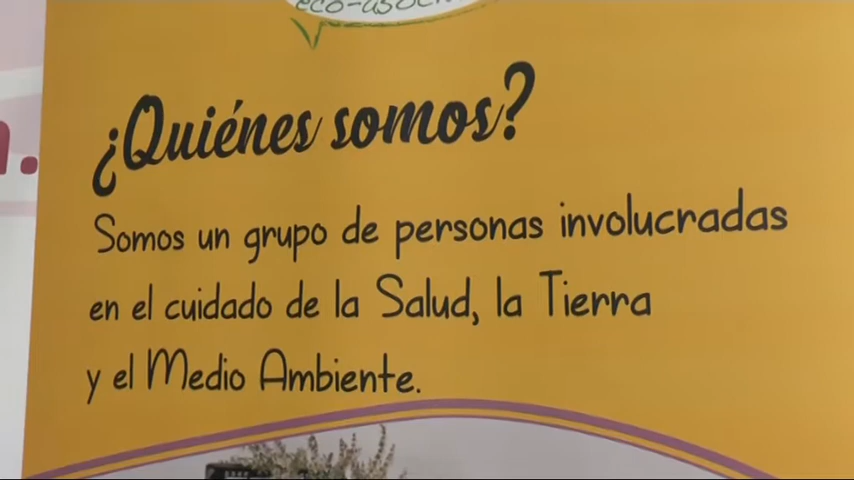 ¿Quiénes somos?
Somos un grupo de personas involucradas
en el cuidado de la Salud, la Tierra
y el Medio Ambiente.